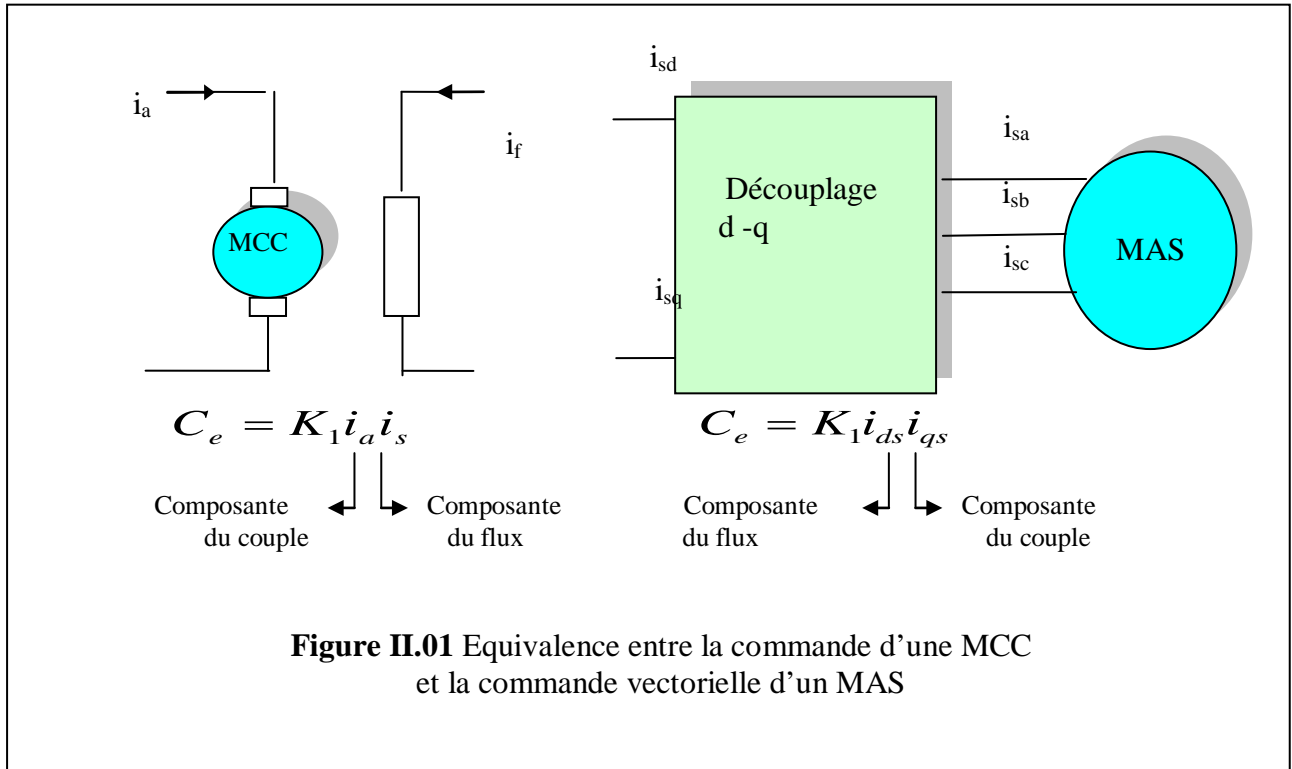 i_a
i_f
MCC
i_sd
i_sq
Découplage
d -q
i_sa
i_sb
i_sc
MAS
C_e = K_1 i_a i_s
Composante
du couple
Composante
du flux
C_e = K_1 i_ds i_qs
Composante
du flux
Composante
du couple
Figure II.01 Equivalence entre la commande d’une MCC
et la commande vectorielle d’un MAS